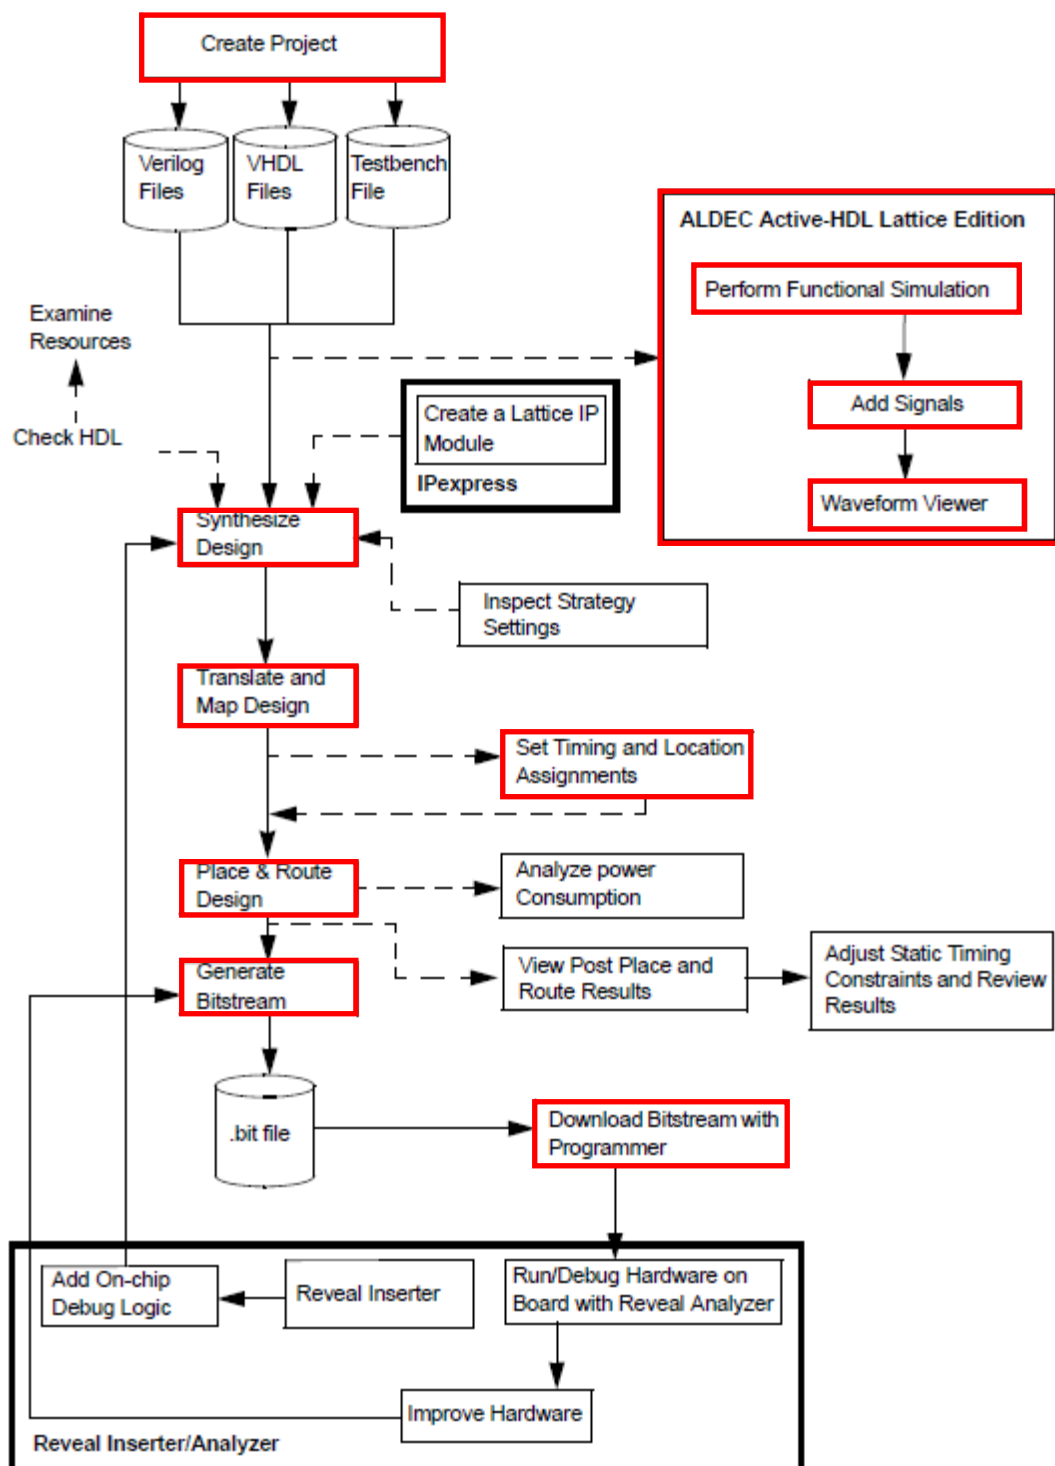 Create Project
Verilog
Files
VHDL
Files
Testbench
File
ALDEC Active-HDL Lattice Edition
Perform Functional Simulation
Add Signals
Waveform Viewer
Examine
Resources
Check HDL
Create a Lattice IP
Module
IPexpress
Synthesize
Design
Inspect Strategy
Settings
Translate and
Map Design
Set Timing and Location
Assignments
Place & Route
Design
Analyze power
Consumption
Generate
Bitstream
View Post Place and
Route Results
Adjust Static Timing
Constraints and Review
Results
.bit file
Download Bitstream with
Programmer
Add On-chip
Debug Logic
Reveal Inserter
Run/Debug Hardware on
Board with Reveal Analyzer
Improve Hardware
Reveal Inserter/Analyzer